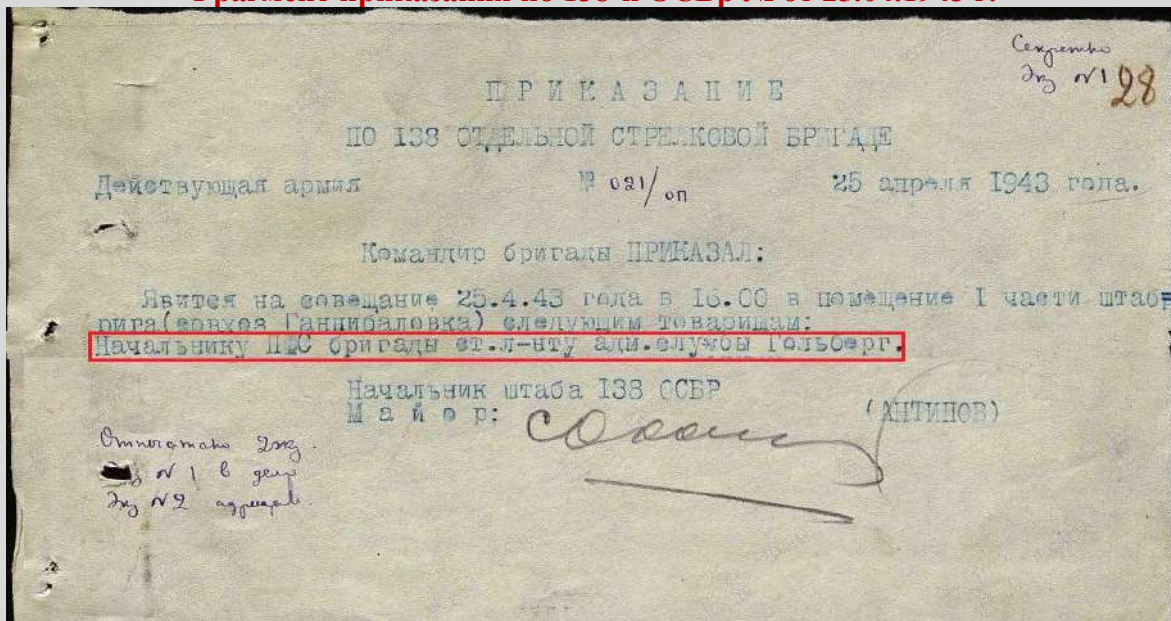 Секретно
Экз №1 28
ПРИКАЗАНИЕ
ПО 138 ОТДЕЛЬНОЙ СТРЕЛКОВОЙ БРИГАДЕ
Действующая армия № 021/оп 25 апреля 1943 года.
Командир бригады ПРИКАЗАЛ:
Явится на совещание 25.4.43 года в 16.00 в помещение I части штаб
рига(совхоз Ганнибаловка) следующим товарищам:
Начальнику ПФС бригады ст.л-нту адм.службы Гольберг.
Начальник штаба 138 ОСБР
Майор: (АНТИПОВ)
Отпечатано 2экз.
Экз №1 в дело
Экз №2 адресат.